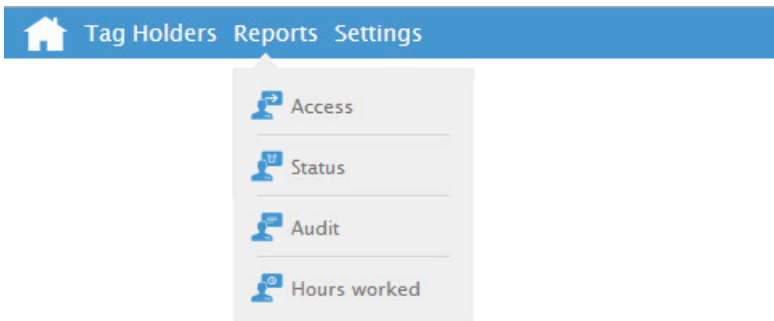 Tag Holders Reports Settings
Access
Status
Audit
Hours worked